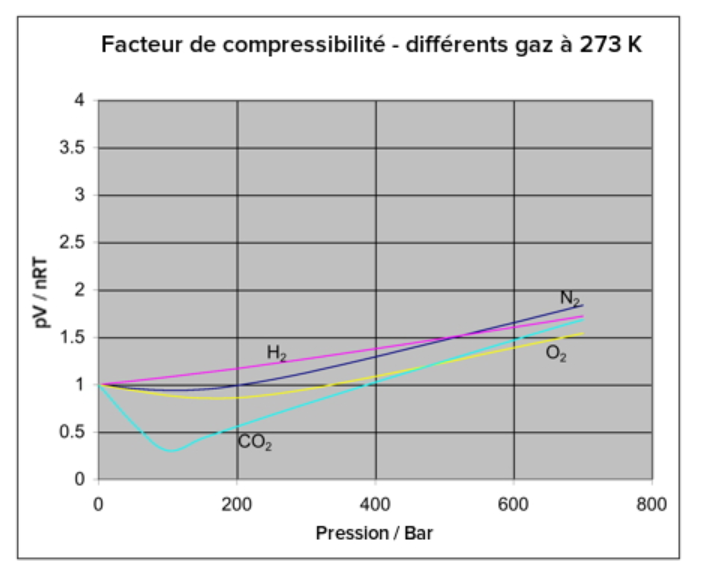 Facteur de compressibilité - différents gaz à 273 K
4
3.5
3
2.5
2
1.5
1
0.5
0
pV / nRT
N₂
H₂
O₂
CO₂
0 200 400 600 800
Pression / Bar